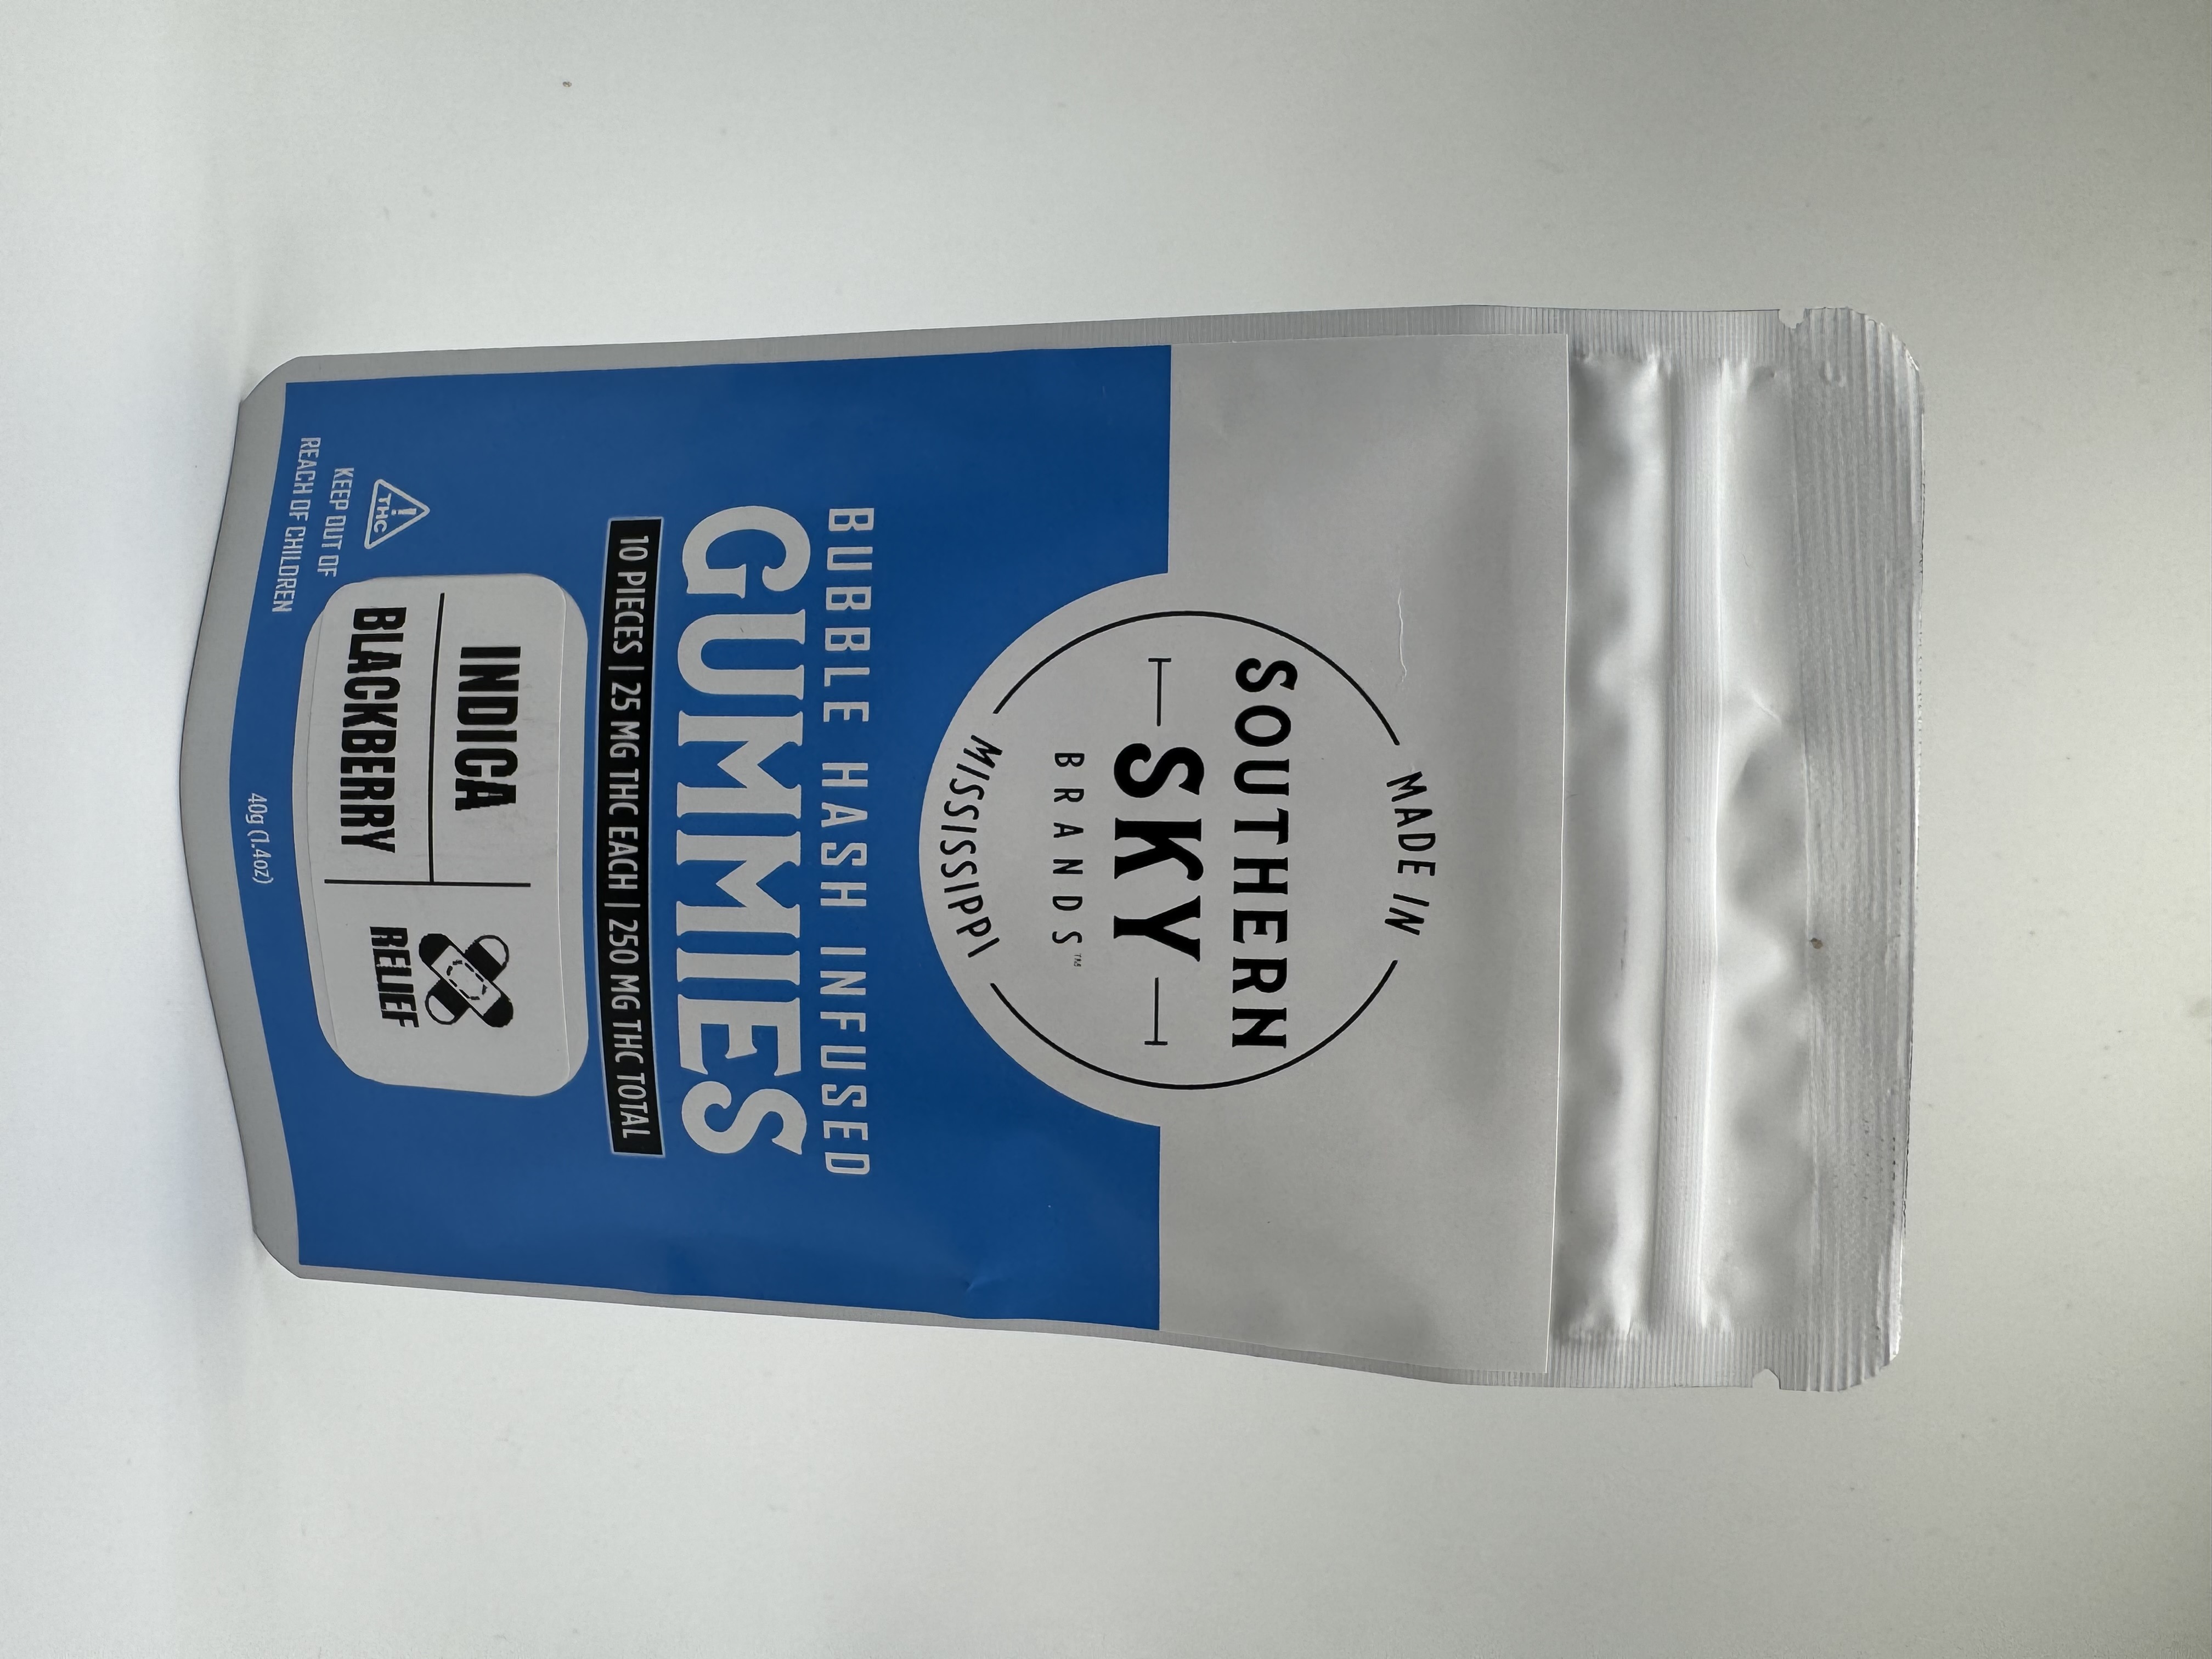 MADE IN
SOUTHERN
SKY
BRANDS™
MISSISSIPPI
BUBBLE HASH INFUSED
GUMMIES
10 PIECES | 25 MG THC EACH | 250 MG THC TOTAL
INDICA
BLACKBERRY
RELIEF
! THC
KEEP OUT OF
REACH OF CHILDREN
40g (1.4oz)